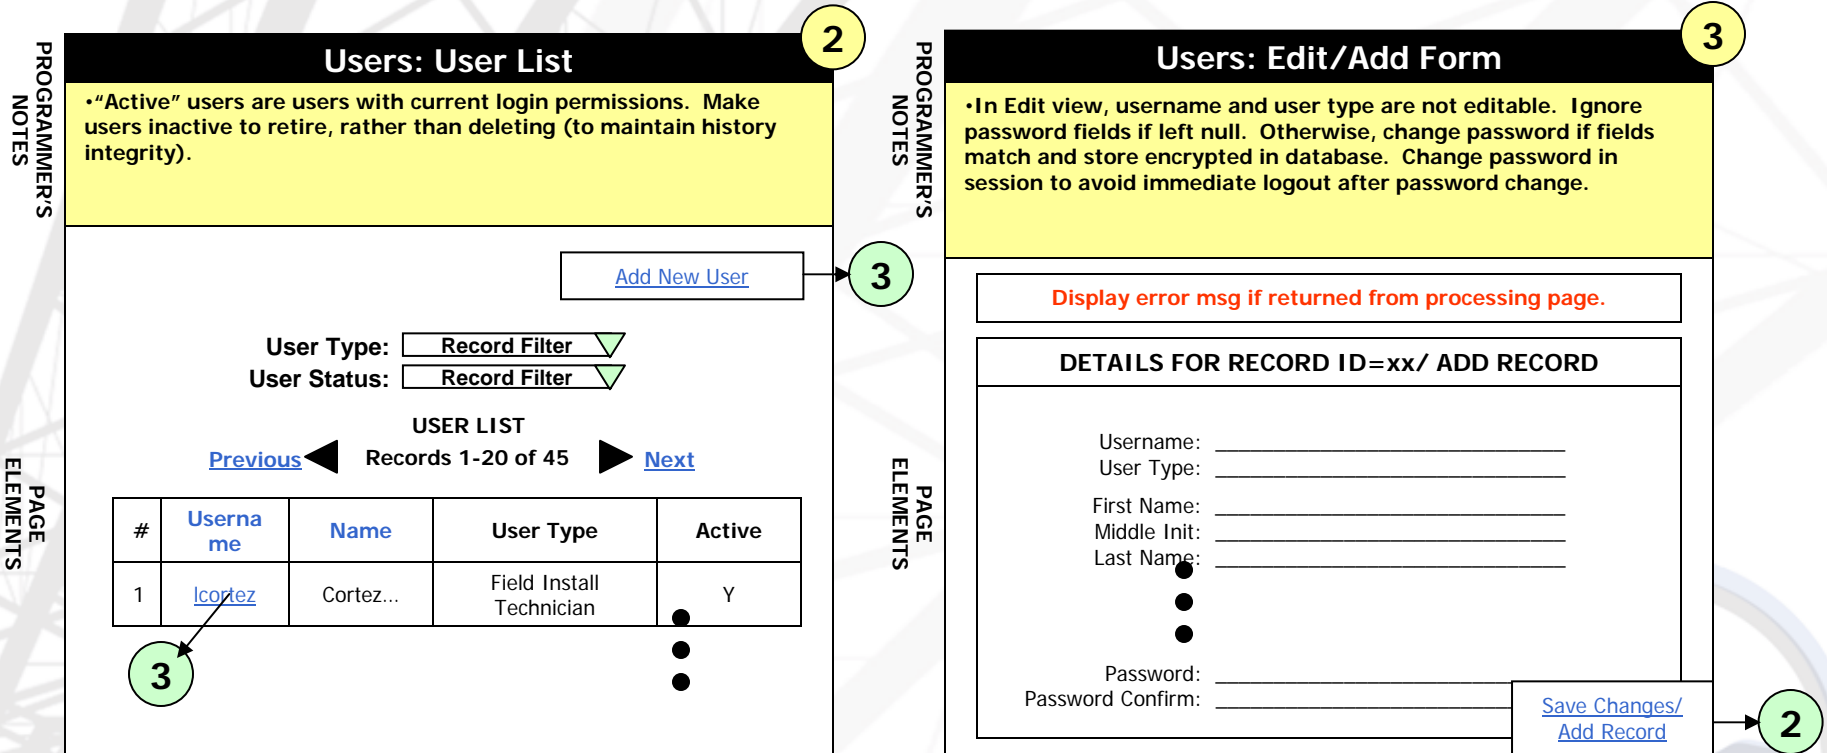 PROGRAMMER'S
NOTES
Users: User List
2
•“Active” users are users with current login permissions. Make
users inactive to retire, rather than deleting (to maintain history
integrity).
Add New User
3
User Type: Record Filter
User Status: Record Filter
USER LIST
Previous Records 1-20 of 45 Next
PAGE
ELEMENTS
# Userna
me Name User Type Active
1 lcortez Cortez... Field Install
Technician Y
3
PROGRAMMER'S
NOTES
Users: Edit/Add Form
3
•In Edit view, username and user type are not editable. Ignore
password fields if left null. Otherwise, change password if fields
match and store encrypted in database. Change password in
session to avoid immediate logout after password change.
Display error msg if returned from processing page.
DETAILS FOR RECORD ID=xx/ ADD RECORD
PAGE
ELEMENTS
Username:
User Type:
First Name:
Middle Init:
Last Name:
Password:
Password Confirm:
Save Changes/
Add Record
2